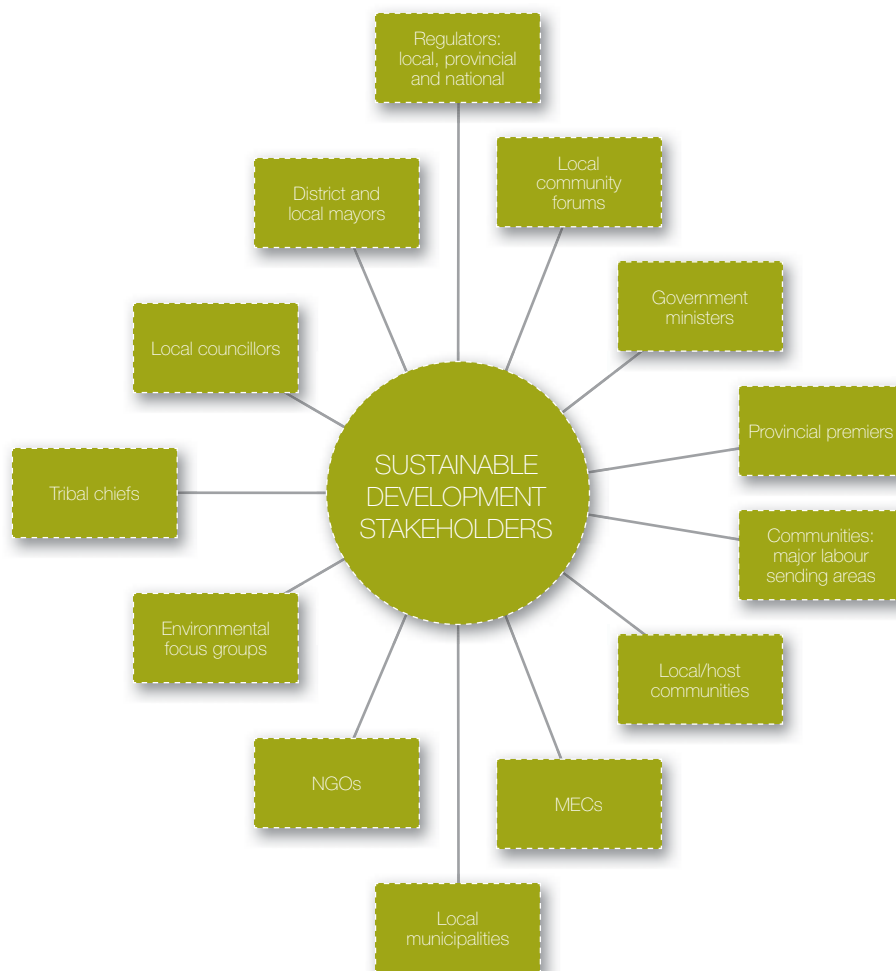 Regulators:
local, provincial
and national
Local
community
forums
District and
local mayors
Government
ministers
Local councillors
Provincial premiers
SUSTAINABLE
DEVELOPMENT
STAKEHOLDERS
Tribal chiefs
Communities:
major labour
sending areas
Environmental
focus groups
Local/host
communities
NGOs
MECs
Local
municipalities